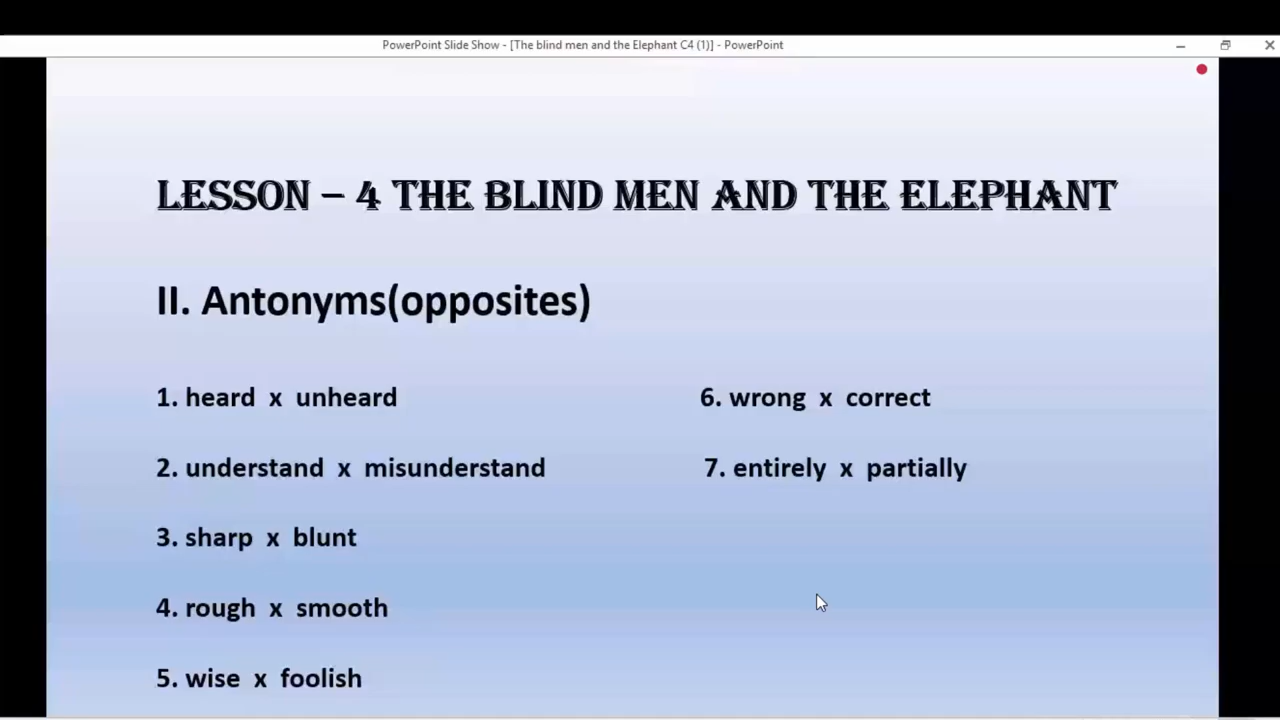 PowerPoint Slide Show - [The blind men and the Elephant C4 (1)] - PowerPoint
LESSON – 4 THE BLIND MEN AND THE ELEPHANT
II. Antonyms(opposites)
1. heard x unheard
2. understand x misunderstand
3. sharp x blunt
4. rough x smooth
5. wise x foolish
6. wrong x correct
7. entirely x partially